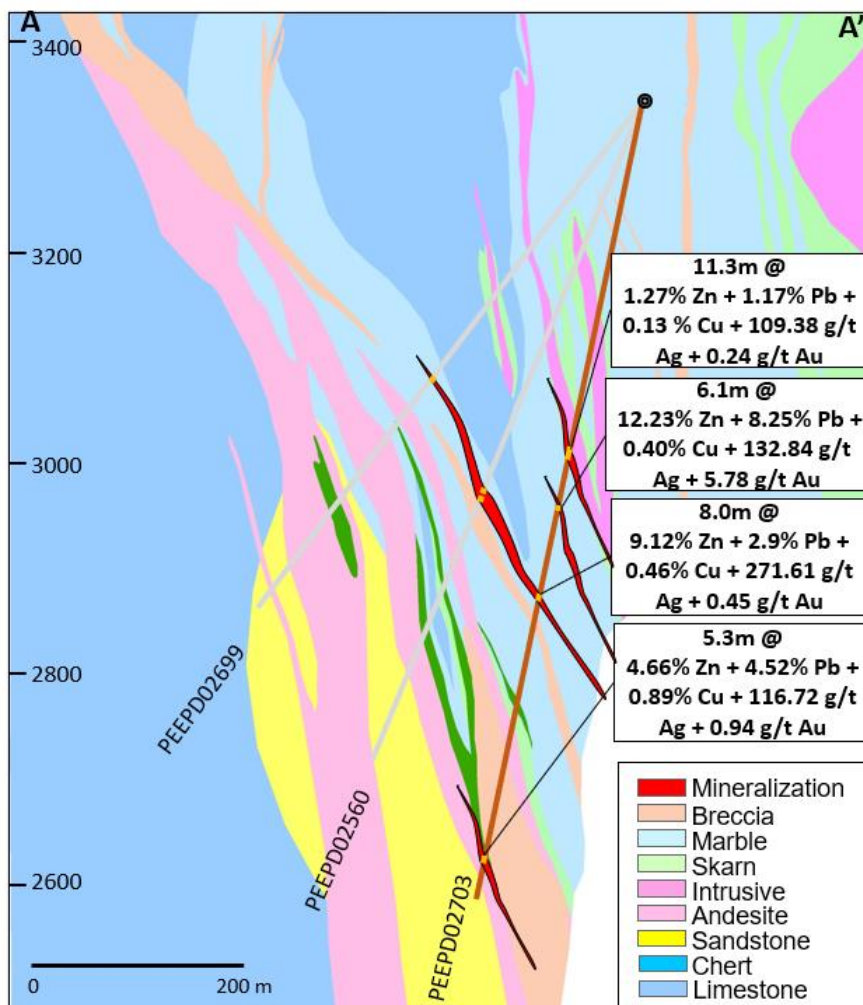 A
A'
3400
3200
3000
2800
2600
11.3m @
1.27% Zn + 1.17% Pb +
0.13 % Cu + 109.38 g/t
Ag + 0.24 g/t Au
6.1m @
12.23% Zn + 8.25% Pb +
0.40% Cu + 132.84 g/t
Ag + 5.78 g/t Au
8.0m @
9.12% Zn + 2.9% Pb +
0.46% Cu + 271.61 g/t
Ag + 0.45 g/t Au
5.3m @
4.66% Zn + 4.52% Pb +
0.89% Cu + 116.72 g/t
Ag + 0.94 g/t Au
PEEPD02699
PEEPD02560
PEEPD02703
Mineralization
Breccia
Marble
Skarn
Intrusive
Andesite
Sandstone
Chert
Limestone
0
200 m